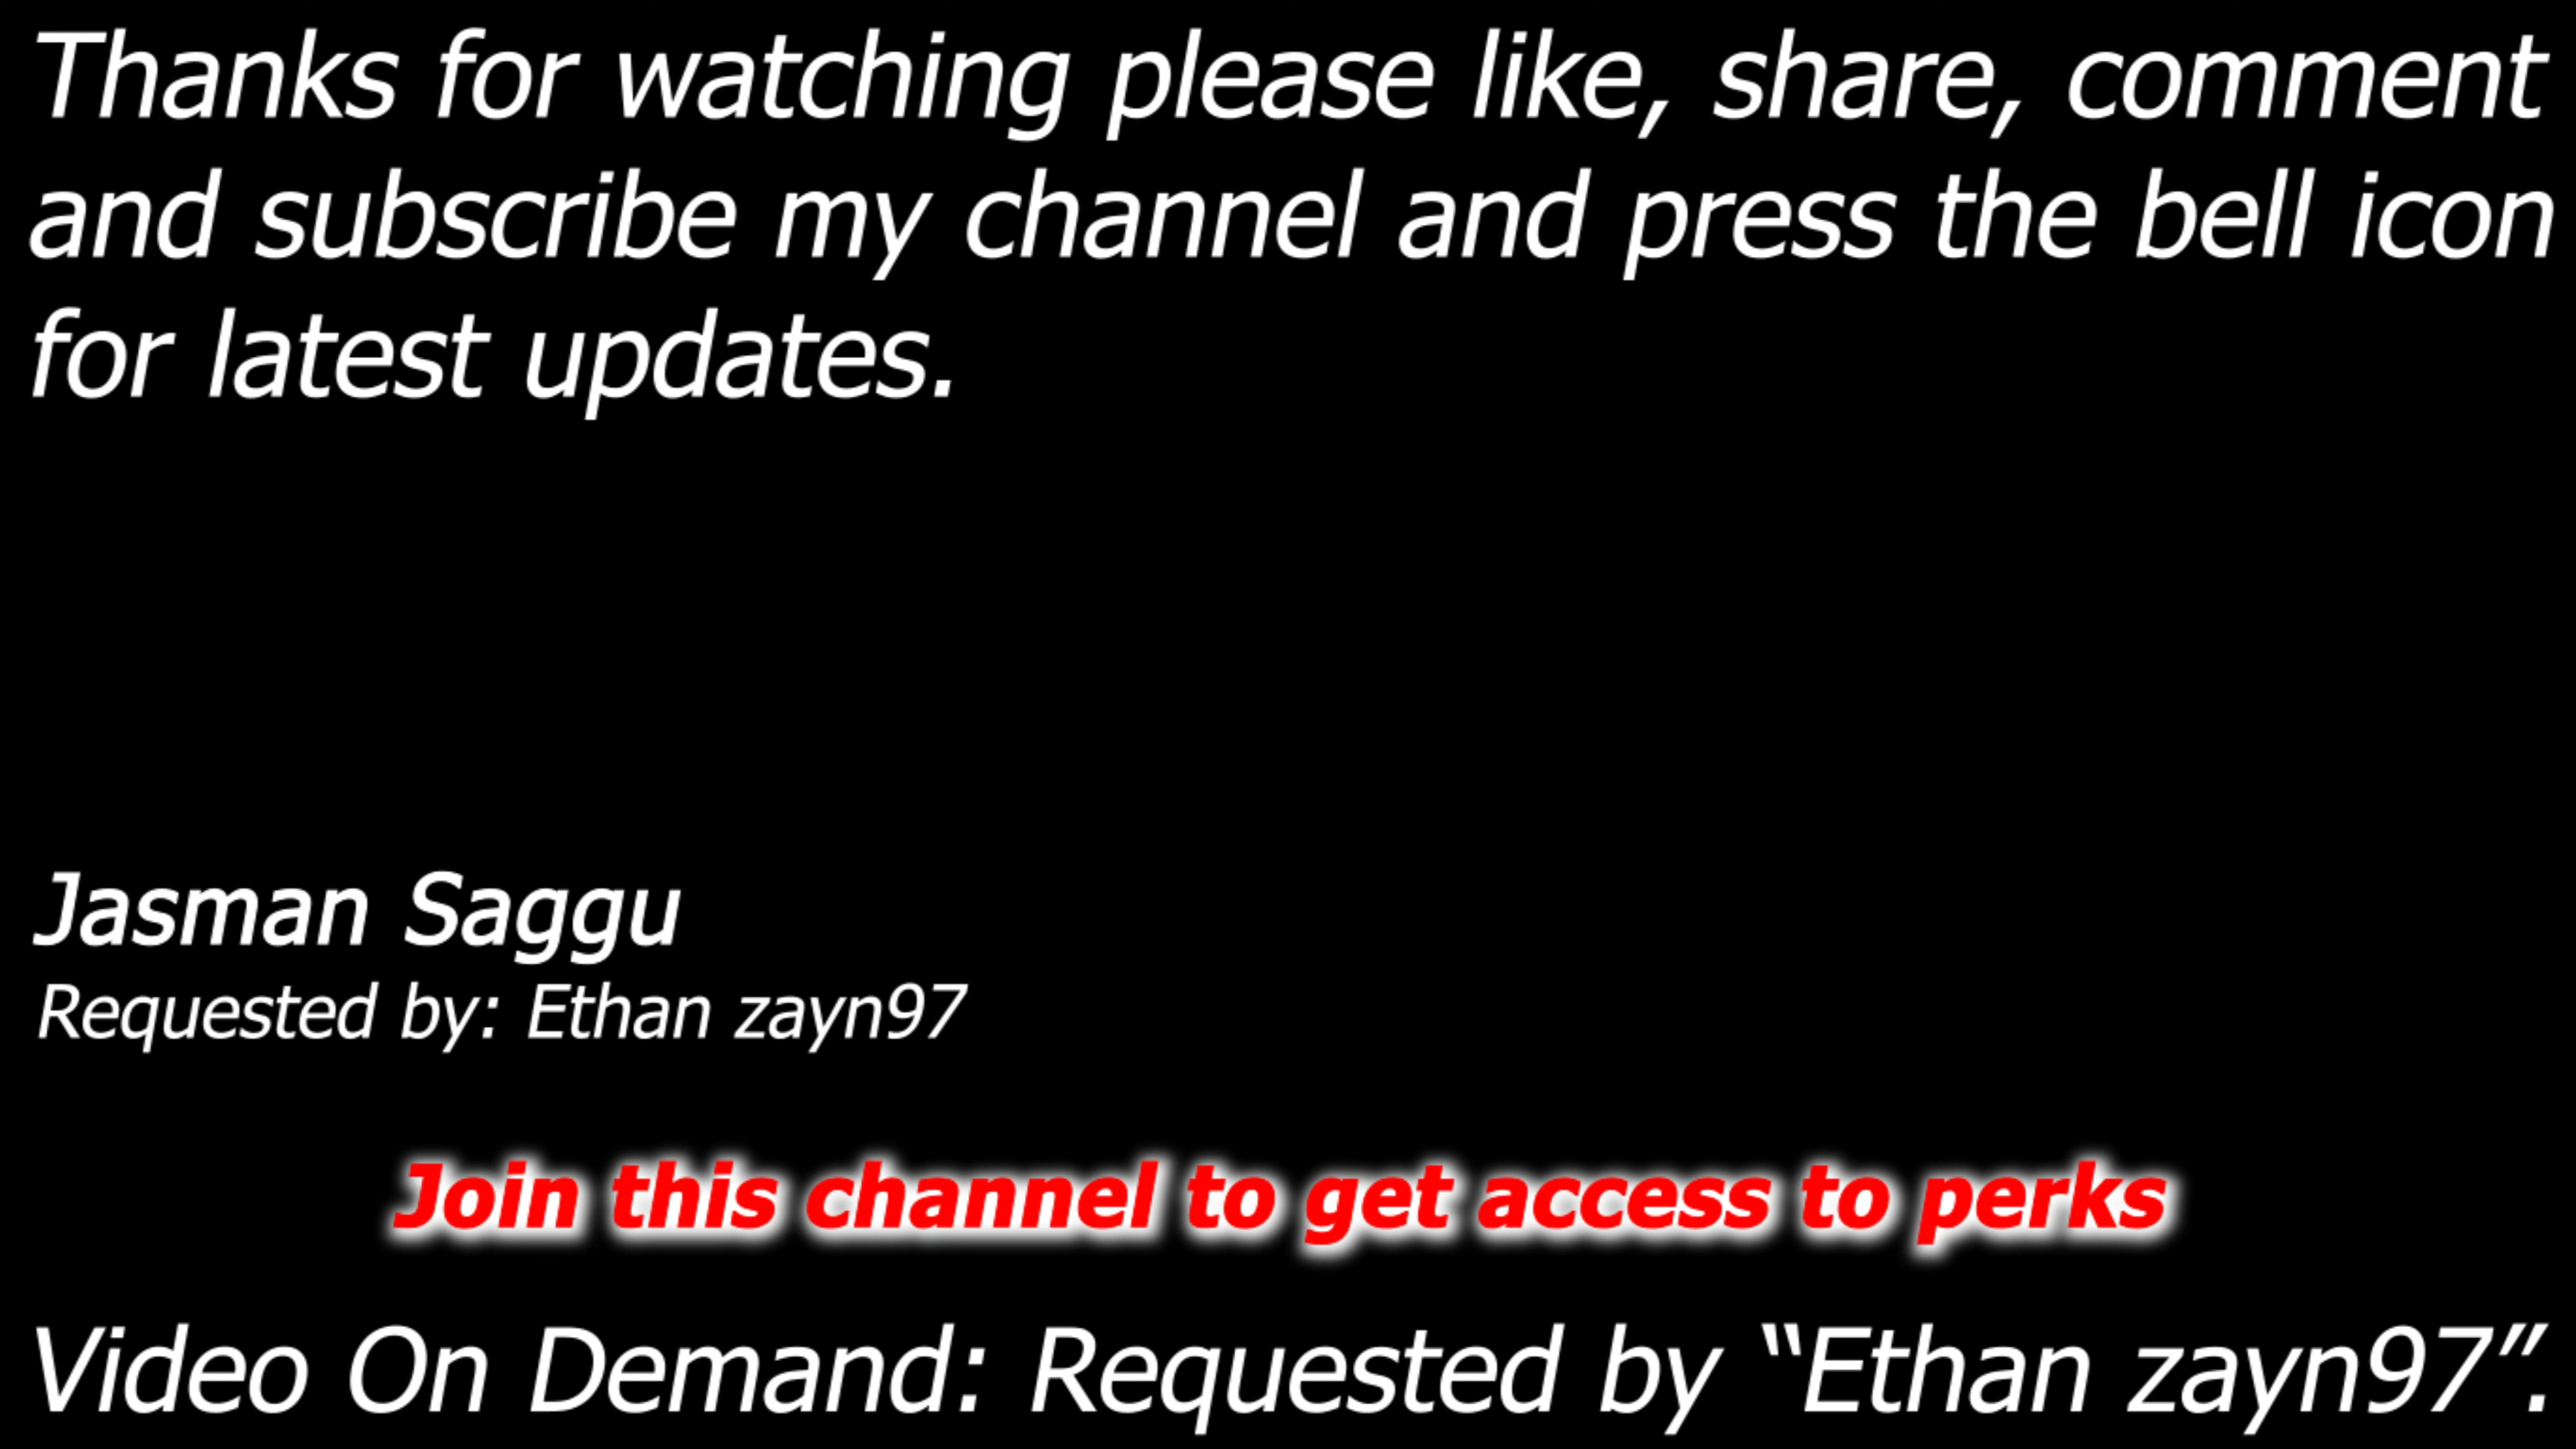 Thanks for watching please like, share, comment
and subscribe my channel and press the bell icon
for latest updates.
Jasman Saggu
Requested by: Ethan zayn97
Join this channel to get access to perks
Video On Demand: Requested by “Ethan zayn97”.